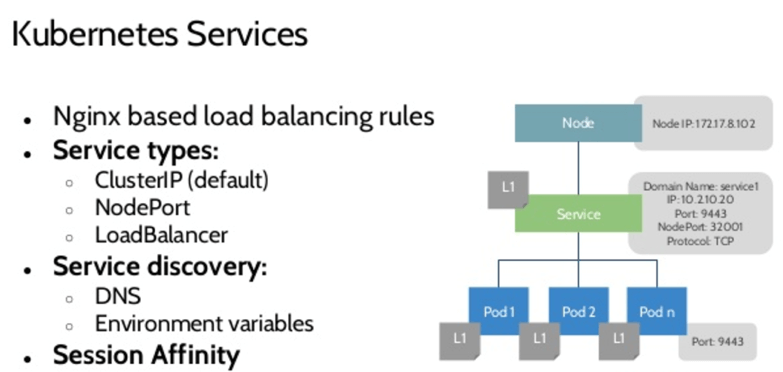 Kubernetes Services
• Nginx based load balancing rules
• Service types:
◦ ClusterIP (default)
◦ NodePort
◦ LoadBalancer
• Service discovery:
◦ DNS
◦ Environment variables
• Session Affinity
Node
Node IP: 172.17.8.102
L1
Service
Domain Name: service1
IP: 10.2.10.20
Port: 9443
NodePort: 32001
Protocol: TCP
Pod 1
Pod 2
Pod n
L1
L1
L1
Port: 9443